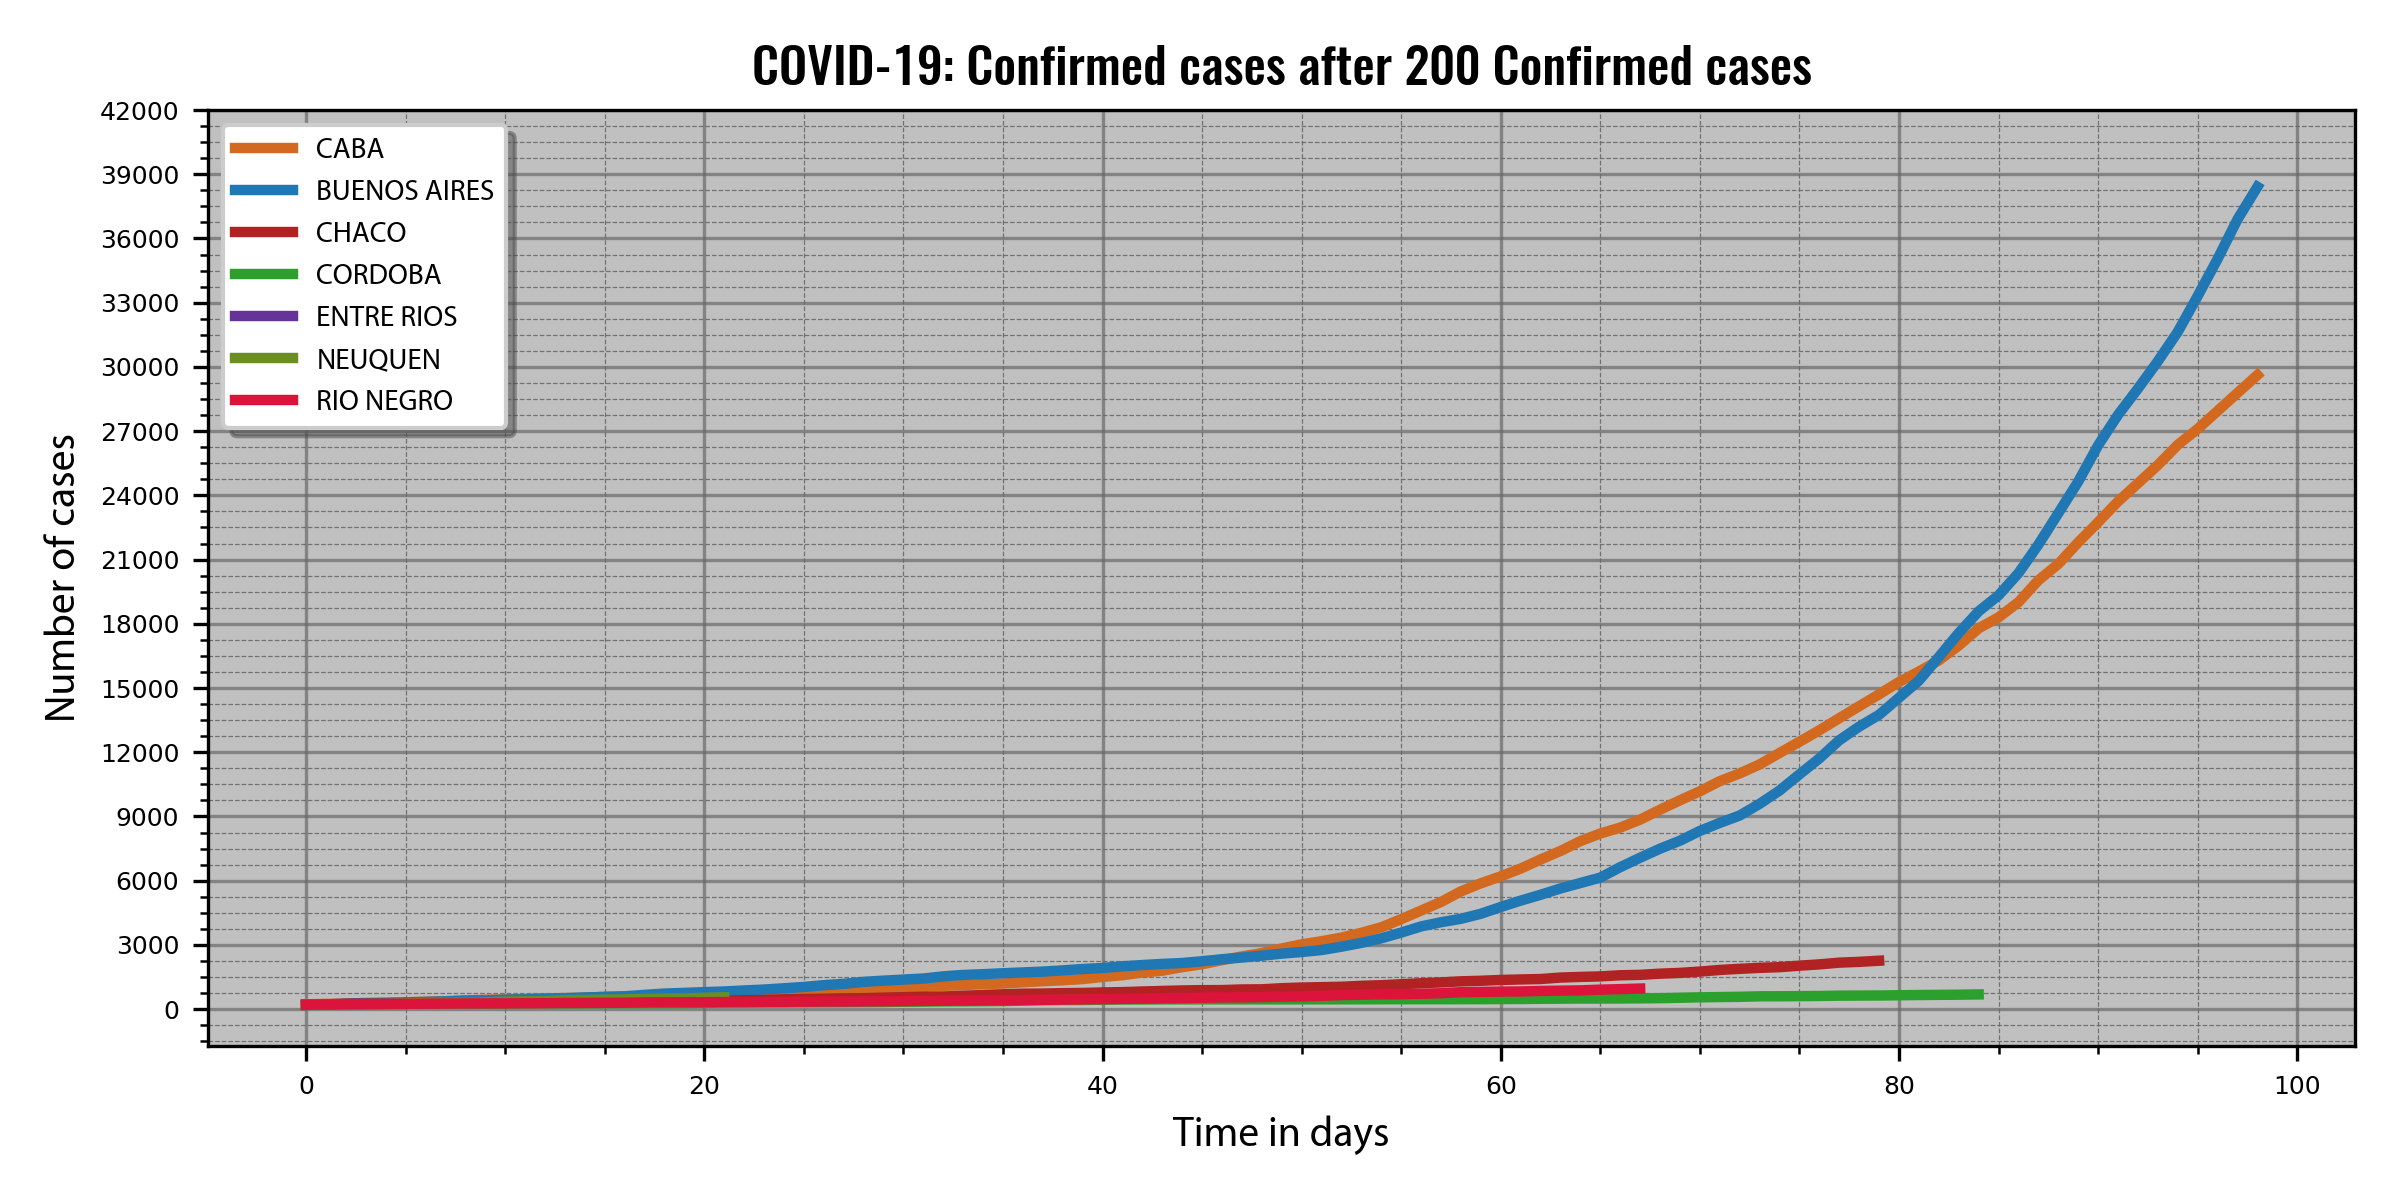 COVID-19: Confirmed cases after 200 Confirmed cases
42000
39000
36000
33000
30000
27000
24000
21000
18000
15000
12000
9000
6000
3000
0
Number of cases
CABA
BUENOS AIRES
CHACO
CORDOBA
ENTRE RIOS
NEUQUEN
RIO NEGRO
0 20 40 60 80 100
Time in days